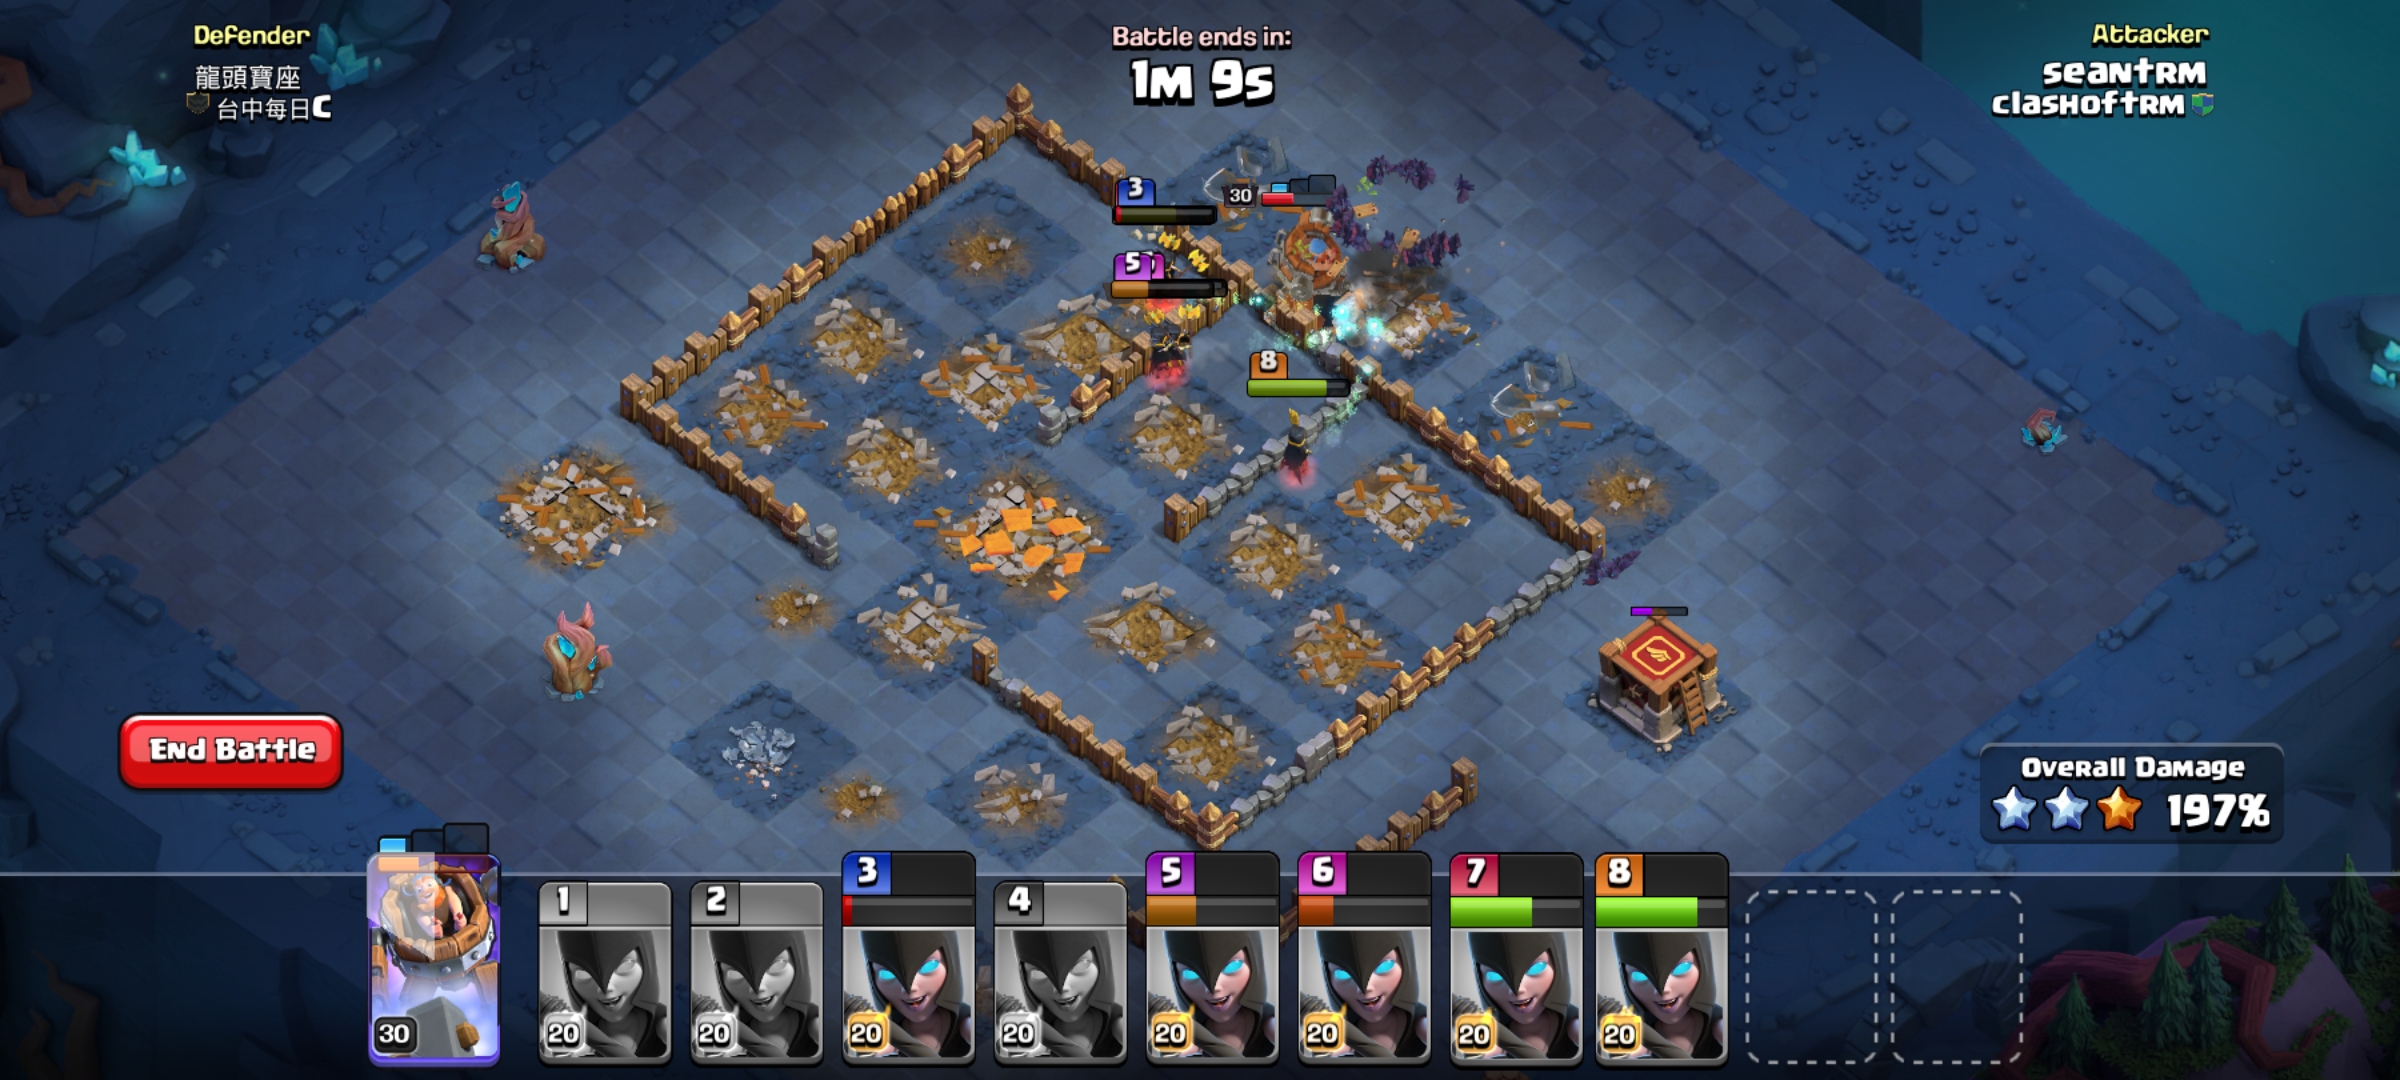 Defender
龍頭寶座
台中每日C
Battle ends in:
1M 9s
Attacker
seantRM
clashoftRM
3
30
5
8
End Battle
Overall Damage
197%
30
1
20
2
20
3
20
4
20
5
20
6
20
7
20
8
20